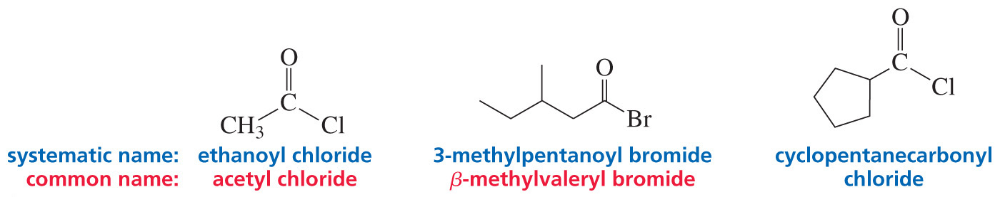 O
O
O
C
C
Cl
CH3
Cl
Br
systematic name: ethanoyl chloride 3-methylpentanoyl bromide cyclopentanecarbonyl
common name: acetyl chloride β-methylvaleryl bromide chloride